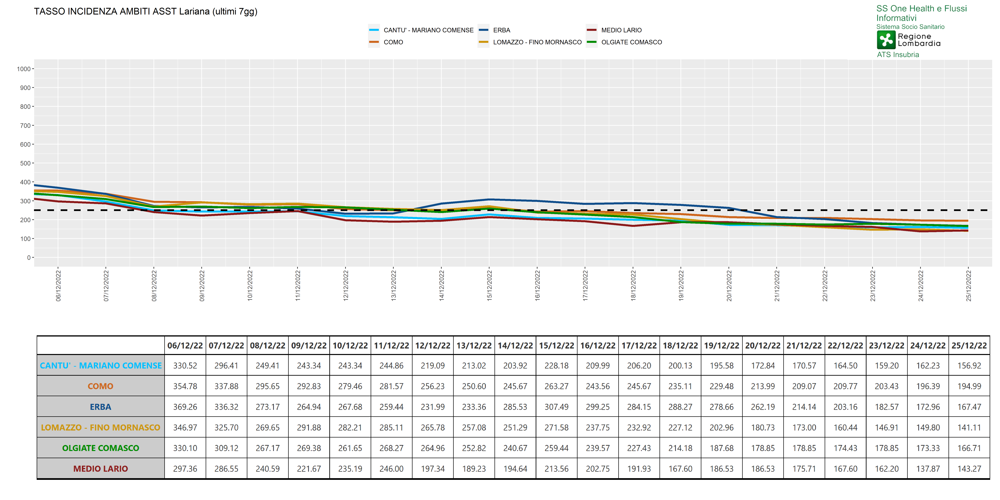 TASSO INCIDENZA AMBITI ASST Lariana (ultimi 7gg)
SS One Health e Flussi
Informativi
Sistema Socio Sanitario
Regione
Lombardia
ATS Insubria
CANTU' - MARIANO COMENSE ERBA MEDIO LARIO
COMO LOMAZZO - FINO MORNASCO OLGIATE COMASCO
1000
900
800
700
600
500
400
300
200
100
0
06/12/2022 07/12/2022 08/12/2022 09/12/2022 10/12/2022 11/12/2022 12/12/2022 13/12/2022 14/12/2022 15/12/2022 16/12/2022 17/12/2022 18/12/2022 19/12/2022 20/12/2022 21/12/2022 22/12/2022 23/12/2022 24/12/2022 25/12/2022
06/12/22 07/12/22 08/12/22 09/12/22 10/12/22 11/12/22 12/12/22 13/12/22 14/12/22 15/12/22 16/12/22 17/12/22 18/12/22 19/12/22 20/12/22 21/12/22 22/12/22 23/12/22 24/12/22 25/12/22
CANTU' - MARIANO COMENSE 330.52 296.41 249.41 243.34 243.34 244.86 219.09 213.02 203.92 228.18 209.99 206.20 200.13 195.58 172.84 170.57 164.50 159.20 162.23 156.92
COMO 354.78 337.88 295.65 292.83 279.46 281.57 256.23 250.60 245.67 263.27 243.56 245.67 235.11 229.48 213.99 209.07 209.77 203.43 196.39 194.99
ERBA 369.26 336.32 273.17 264.94 267.68 259.44 231.99 233.36 285.53 307.49 299.25 284.15 288.27 278.66 262.19 214.14 203.16 182.57 172.96 167.47
LOMAZZO - FINO MORNASCO 346.97 325.70 269.65 291.88 282.21 285.11 265.78 257.08 251.29 271.58 237.75 232.92 227.12 202.96 180.73 173.00 160.44 146.91 149.80 141.11
OLGIATE COMASCO 330.10 309.12 267.17 269.38 261.65 268.27 264.96 252.82 240.67 259.44 239.57 227.43 214.18 187.68 178.85 178.85 174.43 178.85 173.33 166.71
MEDIO LARIO 297.36 286.55 240.59 221.67 235.19 246.00 197.34 189.23 194.64 213.56 202.75 191.93 167.60 186.53 186.53 175.71 167.60 162.20 137.87 143.27